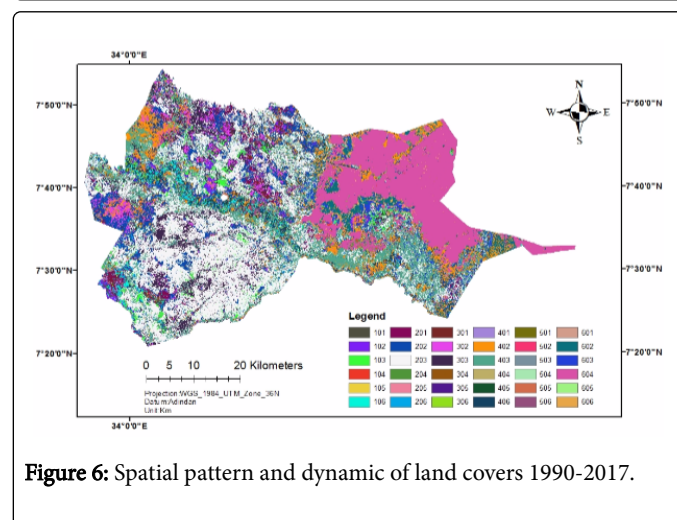 34°0'0"E
7°50'0"N 7°50'0"N
N
W E
S
7°40'0"N 7°40'0"N
7°30'0"N 7°30'0"N
7°20'0"N 7°20'0"N
Legend
101 201 301 401 501 601
102 202 302 402 502 602
103 203 303 403 503 603
104 204 304 404 504 604
105 205 305 405 505 605
106 206 306 406 506 606
0 5 10 20 Kilometers
Projection:WGS_1984_UTM_Zone_36N
Datum:Adindan
Unit:Km
34°0'0"E
Figure 6: Spatial pattern and dynamic of land covers 1990-2017.